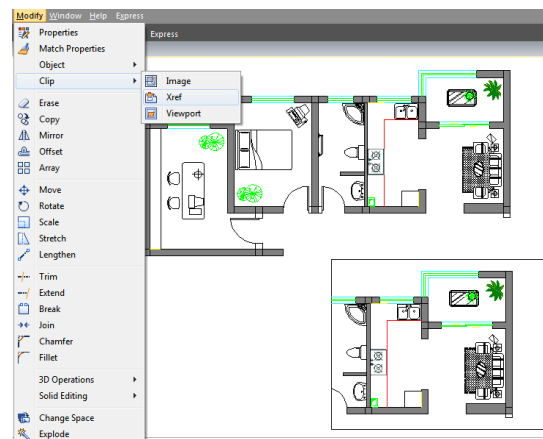 Modify Window Help Express
Properties
Express
Match Properties
Object
Clip
Image
Xref
Viewport
Erase
Copy
Mirror
Offset
Array
Move
Rotate
Scale
Stretch
Lengthen
Trim
Extend
Break
Join
Chamfer
Fillet
3D Operations
Solid Editing
Change Space
Explode